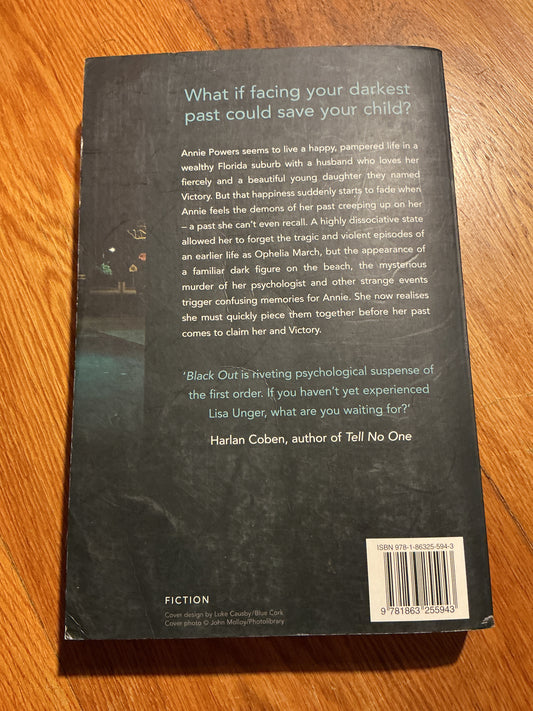 What if facing your darkest
past could save your child?
Annie Powers seems to live a happy, pampered life in a
wealthy Florida suburb with a husband who loves her
fiercely and a beautiful young daughter they named
Victory. But that happiness suddenly starts to fade when
Annie feels the demons of her past creeping up on her
– a past she can't even recall. A highly dissociative state
allowed her to forget the tragic and violent episodes of
an earlier life as Ophelia March, but the appearance of
a familiar dark figure on the beach, the mysterious
murder of her psychologist and other strange events
trigger confusing memories for Annie. She now realises
she must quickly piece them together before her past
comes to claim her and Victory.
'Black Out is riveting psychological suspense of
the first order. If you haven't yet experienced
Lisa Unger, what are you waiting for?'
Harlan Coben, author of Tell No One
ISBN 978-1-86325-594-3
9 781863 255943
FICTION
Cover design by Luke Causby/Blue Cork
Cover photo © John Molloy/Photolibrary